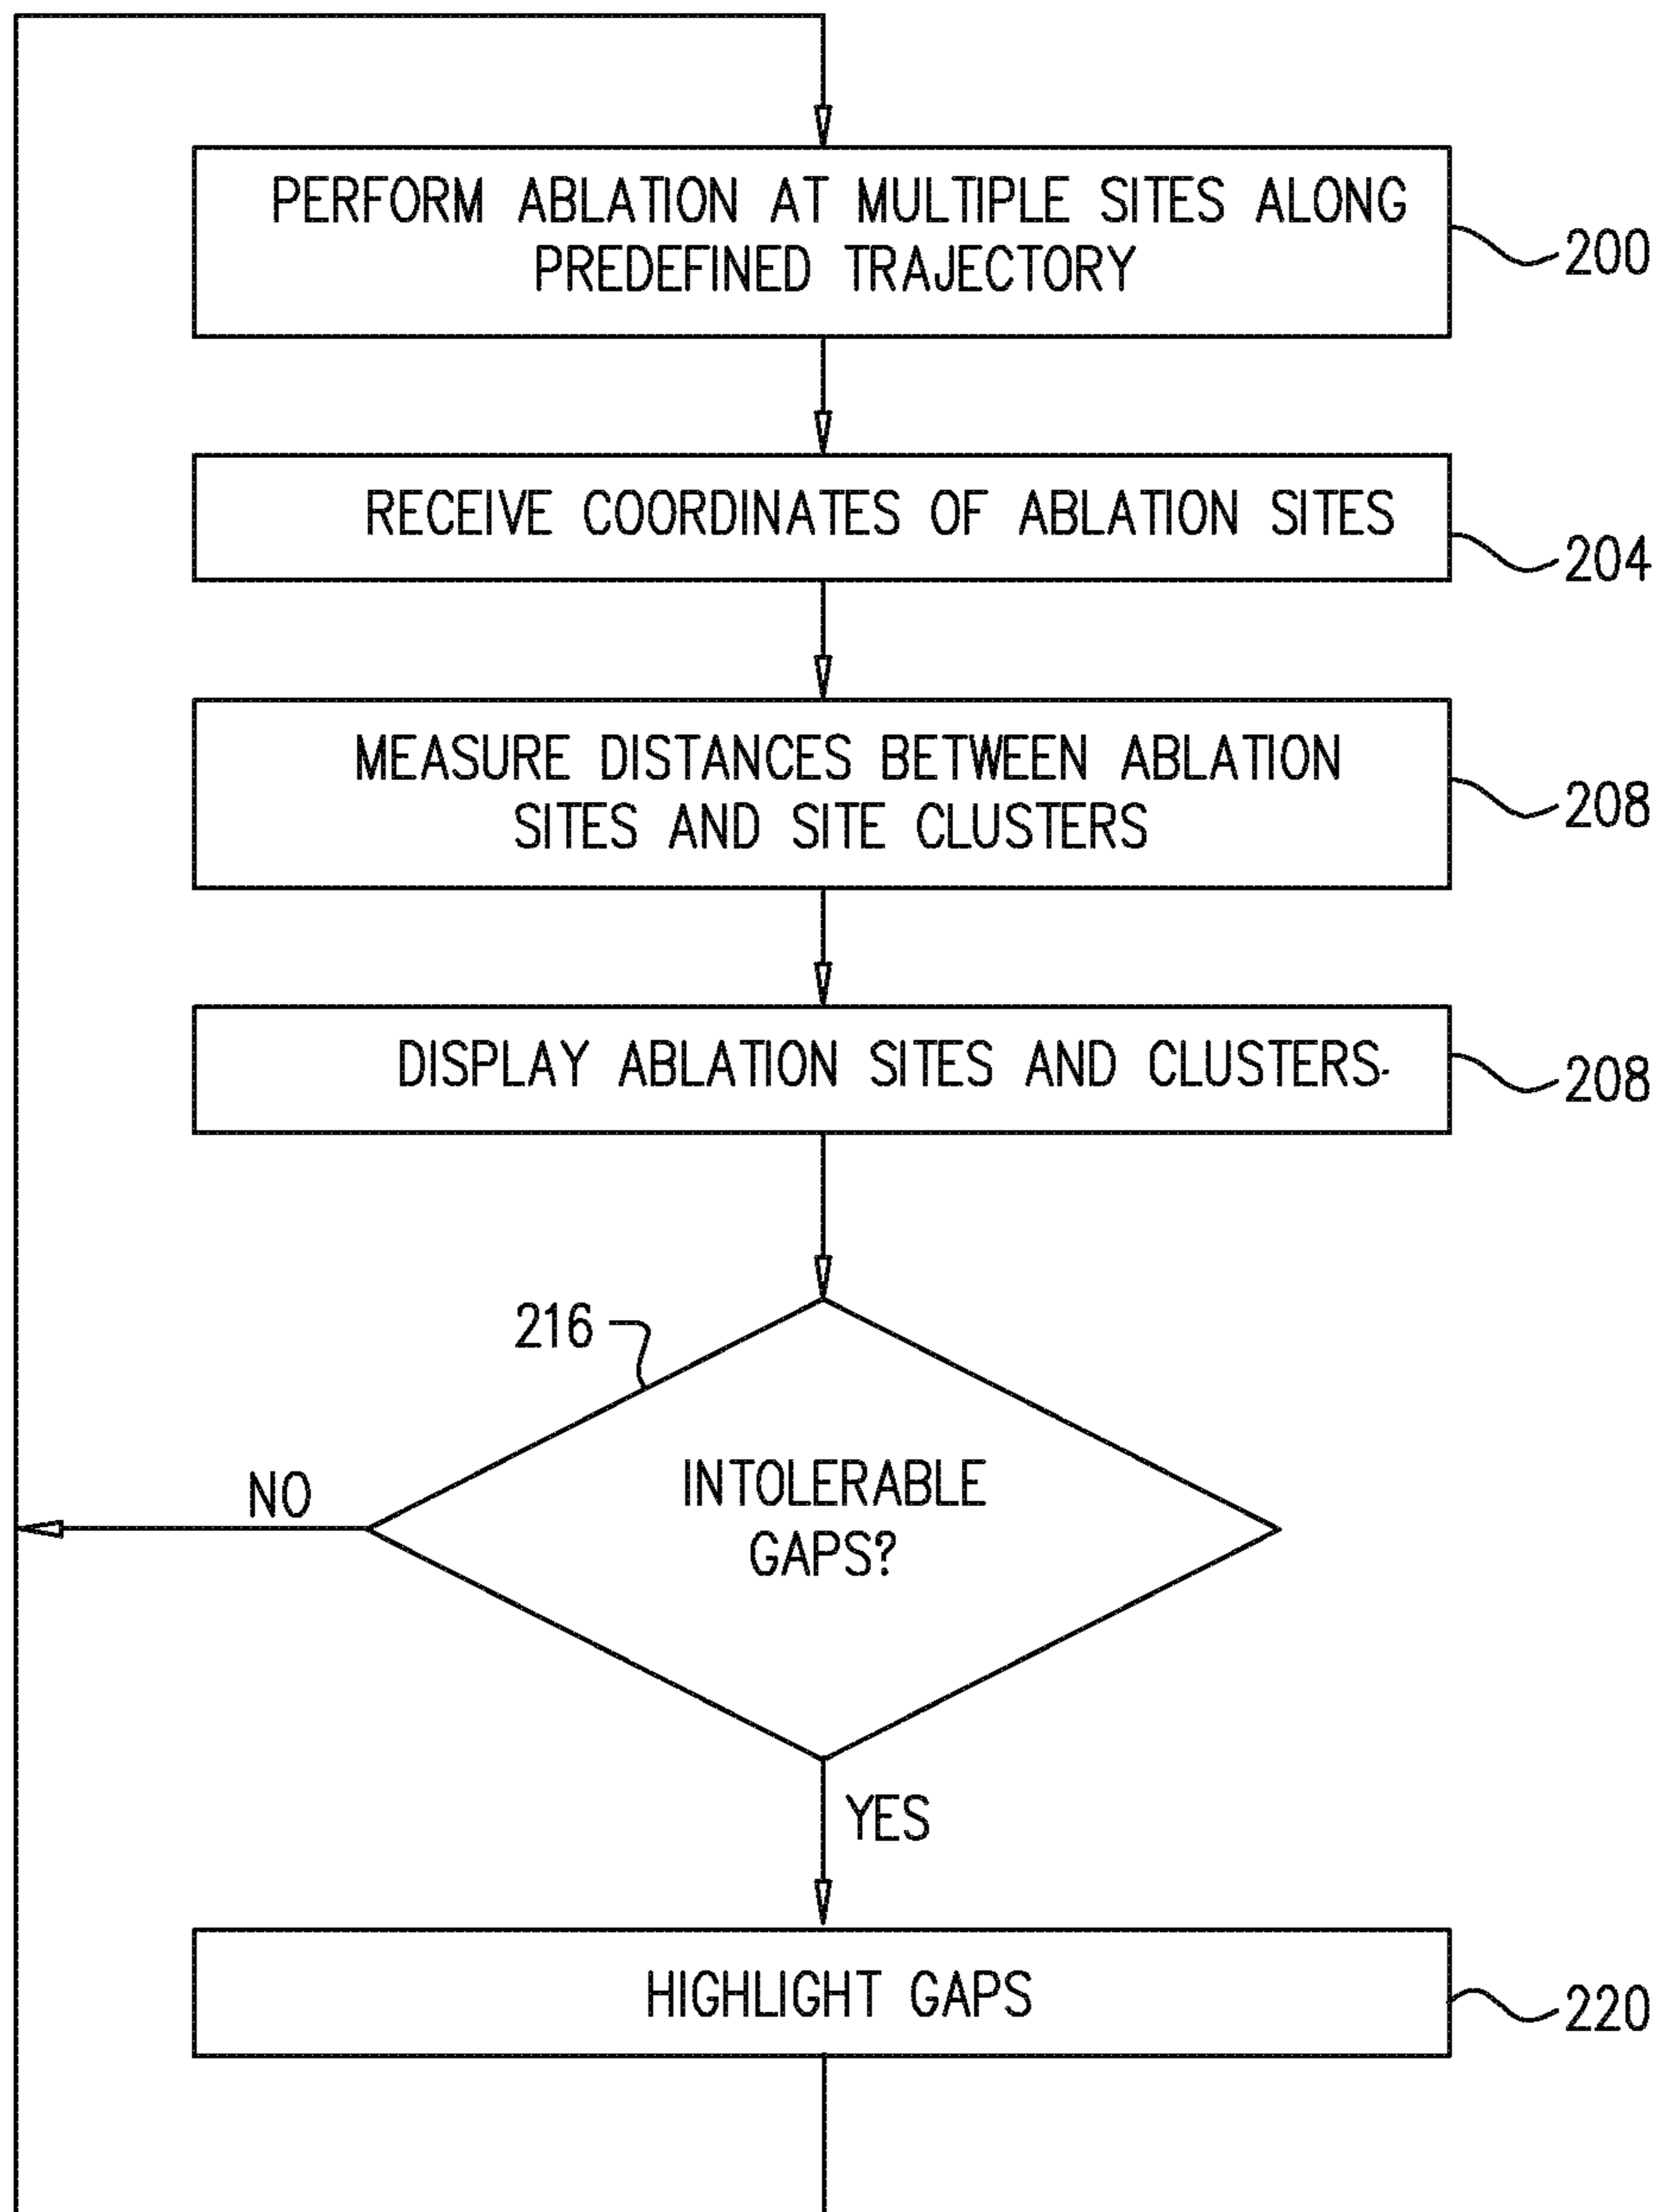 PERFORM ABLATION AT MULTIPLE SITES ALONG
PREDEFINED TRAJECTORY
200
RECEIVE COORDINATES OF ABLATION SITES
204
MEASURE DISTANCES BETWEEN ABLATION
SITES AND SITE CLUSTERS
208
DISPLAY ABLATION SITES AND CLUSTERS.
208
216
INTOLERABLE
GAPS?
NO
YES
HIGHLIGHT GAPS
220